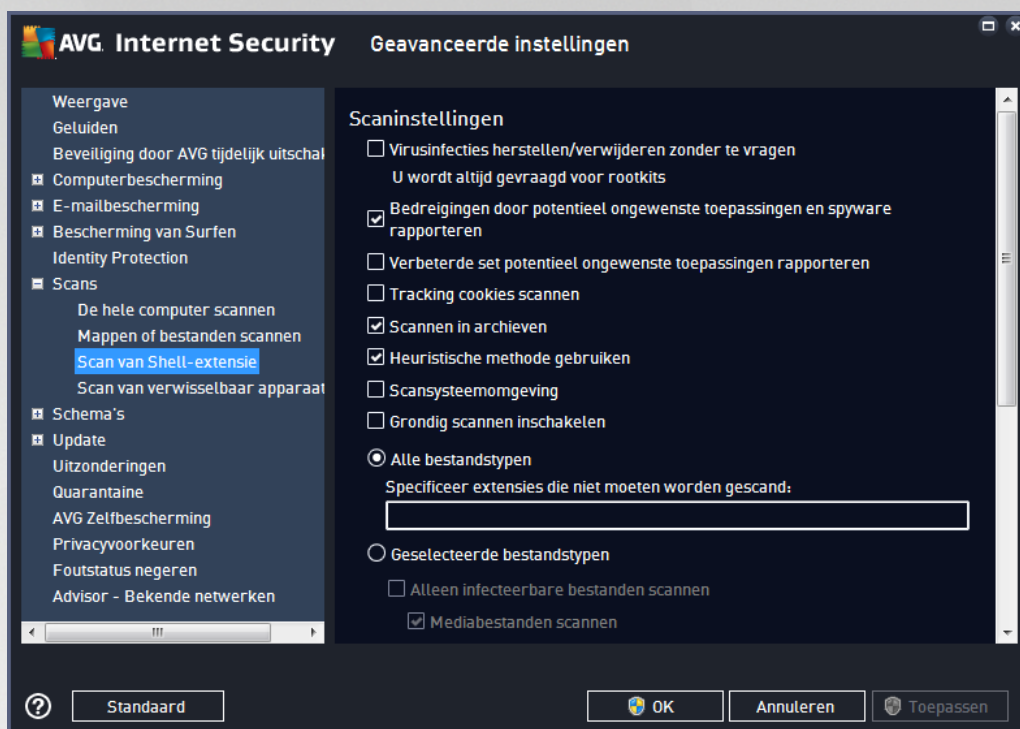 AVG. Internet Security
Geavanceerde instellingen
Weergave
Geluiden
Beveiliging door AVG tijdelijk uitschal
Computerbescherming
E-mailbescherming
Bescherming van Surfen
Identity Protection
Scans
De hele computer scannen
Mappen of bestanden scannen
Scan van Shell-extensie
Scan van verwisselbaar apparaat
Schema's
Update
Uitzonderingen
Quarantaine
AVG Zelfbescherming
Privacyvoorkeuren
Foutstatus negeren
Advisor - Bekende netwerken
Scaninstellingen
Virusinfecties herstellen/verwijderen zonder te vragen
U wordt altijd gevraagd voor rootkits
Bedreigingen door potentieel ongewenste toepassingen en spyware
rapporteren
Verbeterde set potentieel ongewenste toepassingen rapporteren
Tracking cookies scannen
Scannen in archieven
Heuristische methode gebruiken
Scansysteemomgeving
Grondig scannen inschakelen
Alle bestandstypen
Specificeer extensies die niet moeten worden gescand:
Geselecteerde bestandstypen
Alleen infecteerbare bestanden scannen
Mediabestanden scannen
Standaard
OK
Annuleren
Toepassen